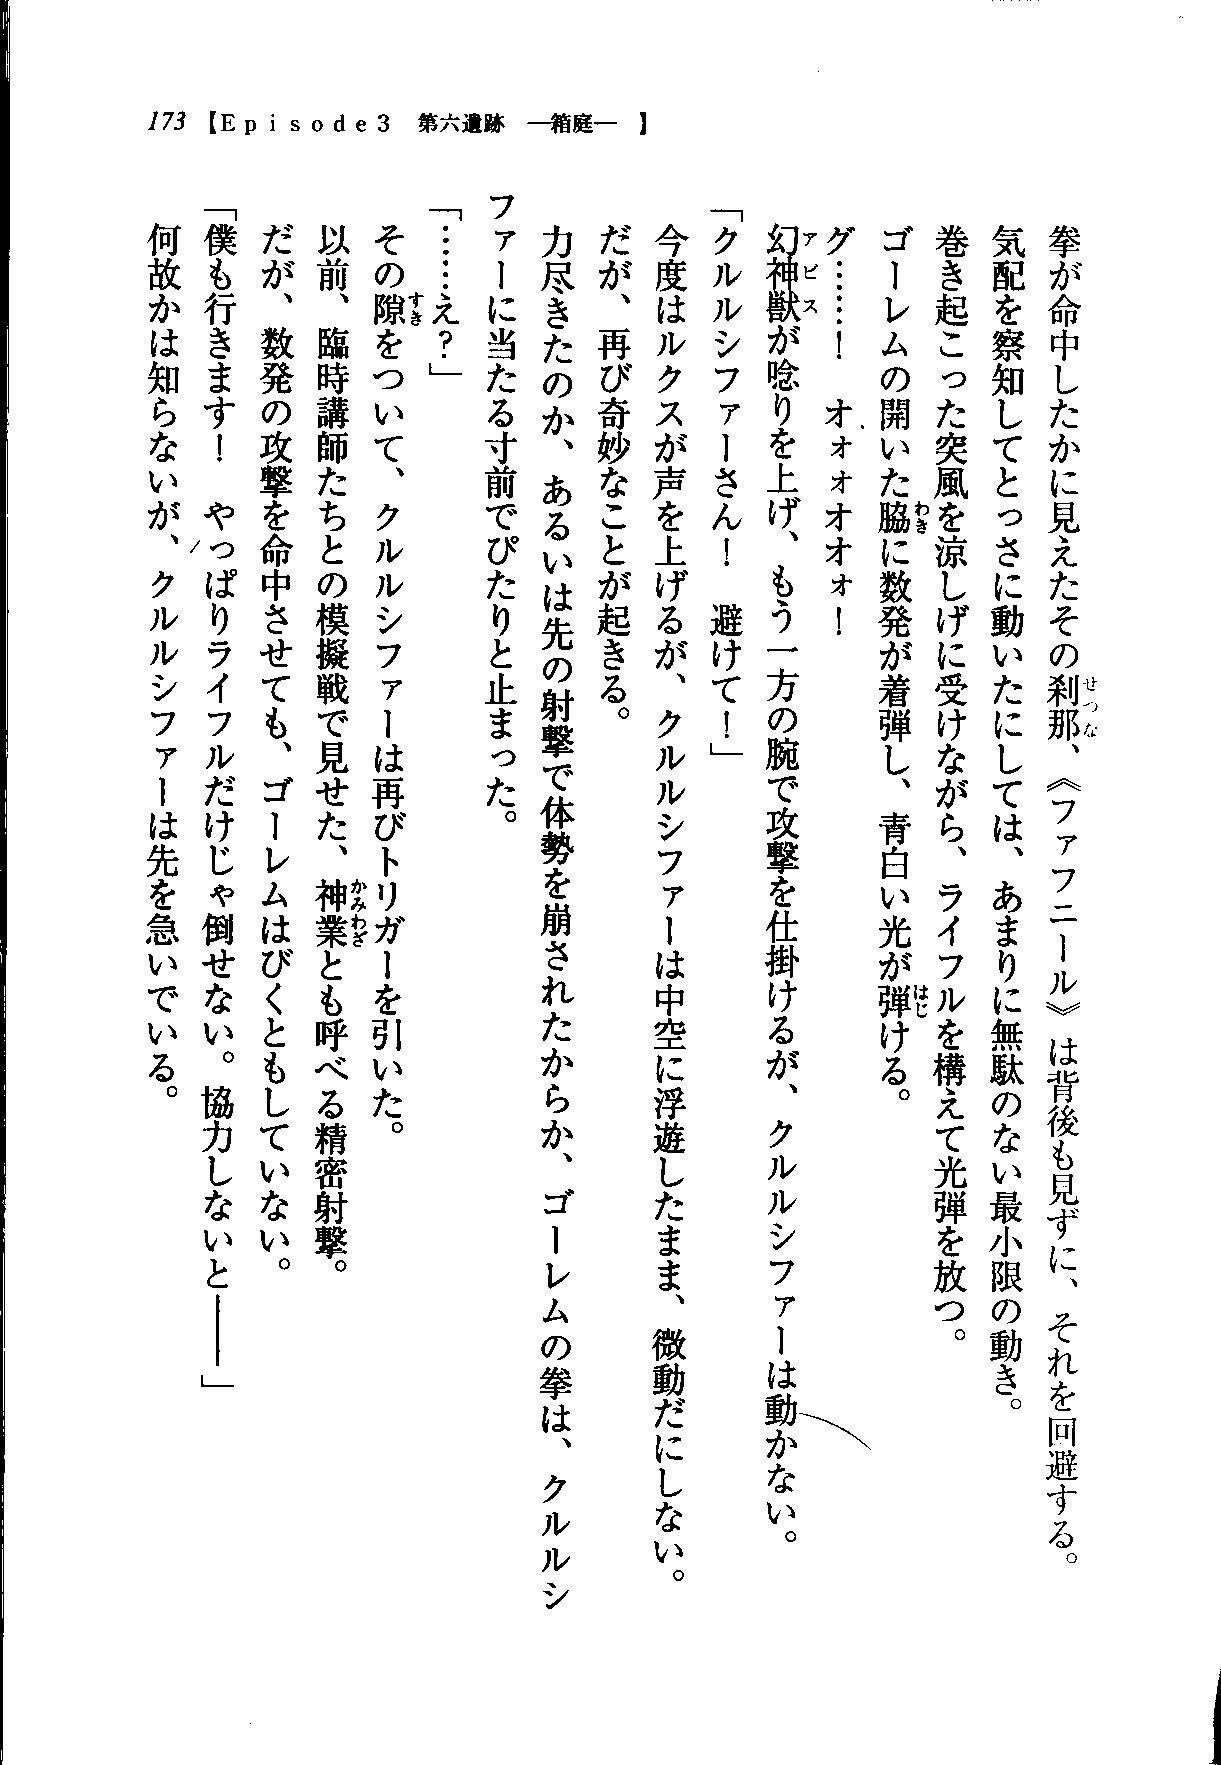 173 【Episode3　第六遺跡　―箱庭―　】
拳が命中したかに見えたその刹那、《ファフニール》は背後も見ずに、それを回避する。
気配を察知してとっさに動いたにしては、あまりに無駄のない最小限の動き。
巻き起こった突風を涼しげに受けながら、ライフルを構えて光弾を放つ。
ゴーレムの開いた脇に数発が着弾し、青白い光が弾ける。
グ……！　オォォオオォ！
幻神獣が唸りを上げ、もう一方の腕で攻撃を仕掛けるが、クルルシファーは動かない。
「クルルシファーさん！　避けて！」
今度はルクスが声を上げるが、クルルシファーは中空に浮遊したまま、微動だにしない。
だが、再び奇妙なことが起きる。
力尽きたのか、あるいは先の射撃で体勢を崩されたからか、ゴーレムの拳は、クルルシ
ファーに当たる寸前でぴたりと止まった。
「……え？」
その隙をついて、クルルシファーは再びトリガーを引いた。
以前、臨時講師たちとの模擬戦で見せた、神業とも呼べる精密射撃。
だが、数発の攻撃を命中させても、ゴーレムはびくともしていない。
「僕も行きます！　やっぱりライフルだけじゃ倒せない。協力しないと――」
何故かは知らないが、クルルシファーは先を急いでいる。